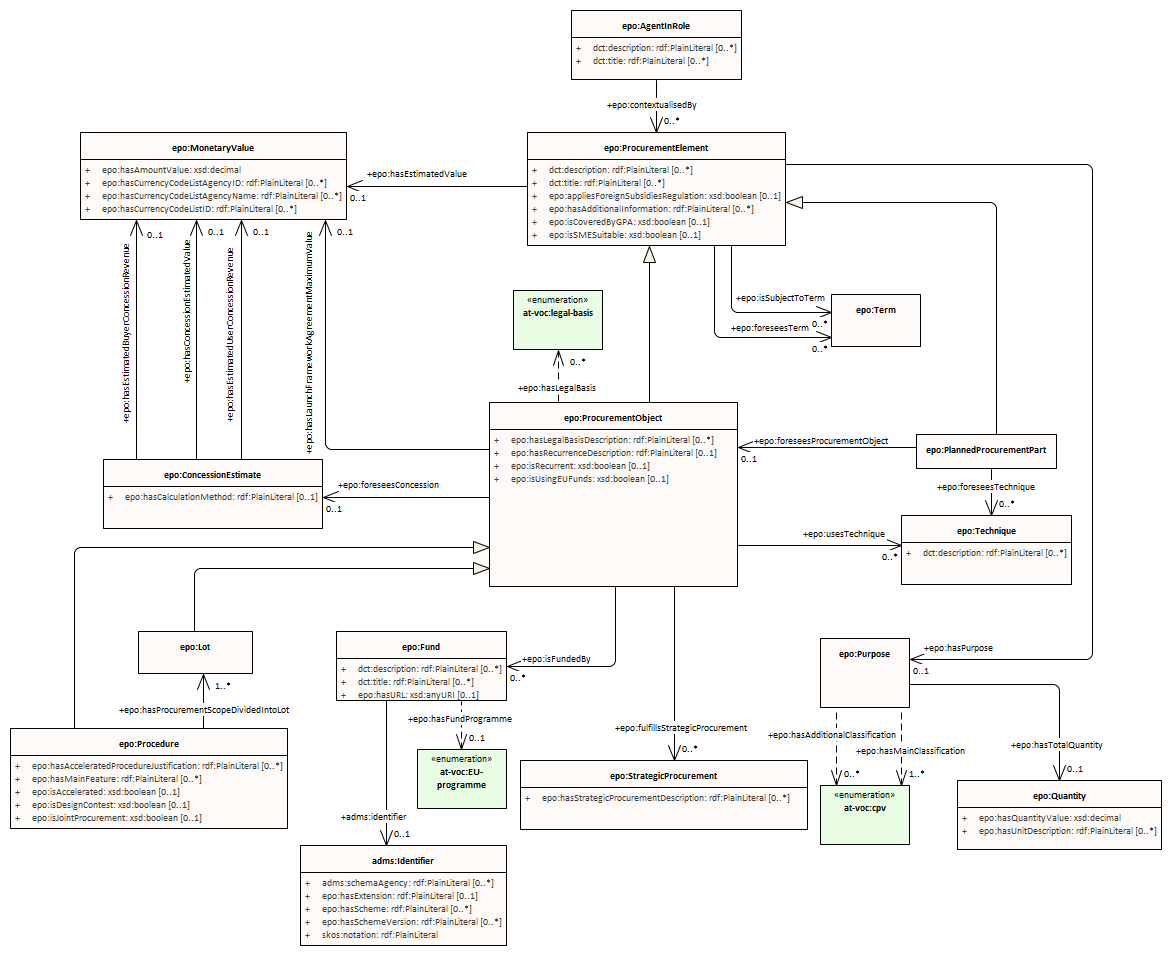 epo:AgentInRole
+ dct:description: rdf:PlainLiteral [0..*]
+ dct:title: rdf:PlainLiteral [0..*]
+epo:contextualisedBy
0..*
epo:MonetaryValue
+ epo:hasAmountValue: xsd:decimal
+ epo:hasCurrencyCodeListAgencyID: rdf:PlainLiteral [0..*]
+ epo:hasCurrencyCodeListAgencyName: rdf:PlainLiteral [0..*]
+ epo:hasCurrencyCodeListID: rdf:PlainLiteral [0..*]
+epo:hasEstimatedValue
0..1
epo:ProcurementElement
+ dct:description: rdf:PlainLiteral [0..*]
+ dct:title: rdf:PlainLiteral [0..*]
+ epo:appliesForeignSubsidiesRegulation: xsd:boolean [0..1]
+ epo:hasAdditionalInformation: rdf:PlainLiteral [0..*]
+ epo:isCoveredByGPA: xsd:boolean [0..1]
+ epo:isSMESuitable: xsd:boolean [0..1]
0..1
0..1
0..1
0..1
+epo:hasEstimatedBuyerConcessionRevenue
+epo:hasConcessionEstimatedValue
+epo:hasEstimatedUserConcessionRevenue
+epo:hasLaunchFrameworkAgreementMaximumValue
«enumeration»
at-voc:legal-basis
0..*
+epo:hasLegalBasis
+epo:isSubjectToTerm
0..*
+epo:foreseesTerm
0..*
epo:Term
epo:ProcurementObject
+ epo:hasLegalBasisDescription: rdf:PlainLiteral [0..*]
+ epo:hasRecurrenceDescription: rdf:PlainLiteral [0..1]
+ epo:isRecurrent: xsd:boolean [0..1]
+ epo:isUsingEUFunds: xsd:boolean [0..1]
+epo:foreseesProcurementObject
0..1
epo:PlannedProcurementPart
epo:ConcessionEstimate
+ epo:hasCalculationMethod: rdf:PlainLiteral [0..1]
+epo:foreseesConcession
0..1
+epo:foreseesTechnique
0..*
+epo:usesTechnique
0..*
epo:Technique
+ dct:description: rdf:PlainLiteral [0..*]
epo:Lot
1..*
+epo:hasProcurementScopeDividedIntoLot
epo:Fund
+ dct:description: rdf:PlainLiteral [0..*]
+ dct:title: rdf:PlainLiteral [0..*]
+ epo:hasURL: xsd:anyURI [0..1]
+epo:isFundedBy
0..*
epo:Purpose
+epo:hasPurpose
0..1
epo:Procedure
+ epo:hasAcceleratedProcedureJustification: rdf:PlainLiteral [0..*]
+ epo:hasMainFeature: rdf:PlainLiteral [0..*]
+ epo:isAccelerated: xsd:boolean [0..1]
+ epo:isDesignContest: xsd:boolean [0..1]
+ epo:isJointProcurement: xsd:boolean [0..1]
+epo:hasFundProgramme
0..1
«enumeration»
at-voc:EU-
programme
+epo:fulfillsStrategicProcurement
0..*
epo:StrategicProcurement
+ epo:hasStrategicProcurementDescription: rdf:PlainLiteral [0..*]
+epo:hasAdditionalClassification
+epo:hasMainClassification
0..*
1..*
«enumeration»
at-voc:cpv
+epo:hasTotalQuantity
0..1
epo:Quantity
+ epo:hasQuantityValue: xsd:decimal
+ epo:hasUnitDescription: rdf:PlainLiteral [0..*]
+adms:identifier
0..1
adms:Identifier
+ adms:schemaAgency: rdf:PlainLiteral [0..*]
+ epo:hasExtension: rdf:PlainLiteral [0..1]
+ epo:hasScheme: rdf:PlainLiteral [0..*]
+ epo:hasSchemeVersion: rdf:PlainLiteral [0..*]
+ skos:notation: rdf:PlainLiteral